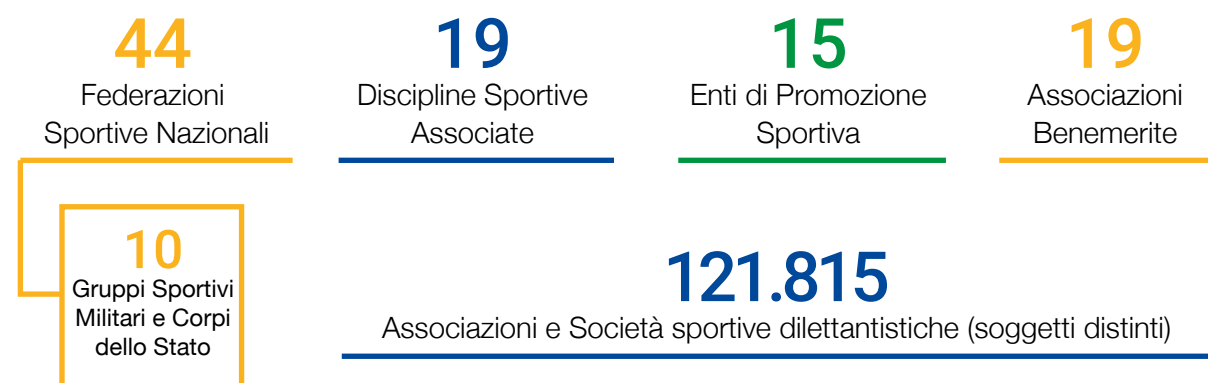 44
Federazioni
Sportive Nazionali
19
Discipline Sportive
Associate
15
Enti di Promozione
Sportiva
19
Associazioni
Benemerite
10
Gruppi Sportivi
Militari e Corpi
dello Stato
121.815
Associazioni e Società sportive dilettantistiche (soggetti distinti)